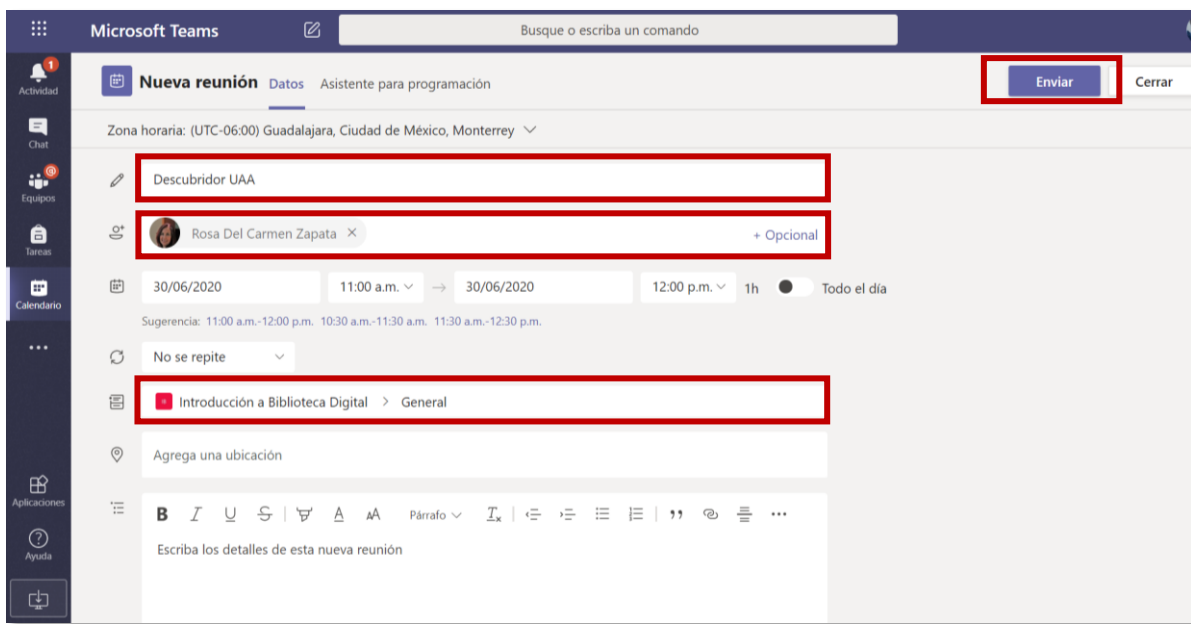 Microsoft Teams
Busque o escriba un comando
1
Actividad
Chat
@
Equipos
Tareas
Calendario
Aplicaciones
Ayuda
Nueva reunión Datos Asistente para programación Enviar Cerrar
Zona horaria: (UTC-06:00) Guadalajara, Ciudad de México, Monterrey
Descubridor UAA
Rosa Del Carmen Zapata × + Opcional
30/06/2020 11:00 a.m. → 30/06/2020 12:00 p.m. 1h Todo el día
Sugerencia: 11:00 a.m.-12:00 p.m. 10:30 a.m.-11:30 a.m. 11:30 a.m.-12:30 p.m.
No se repite
Introducción a Biblioteca Digital > General
Agrega una ubicación
B I U S A AA Párrafo
Escriba los detalles de esta nueva reunión